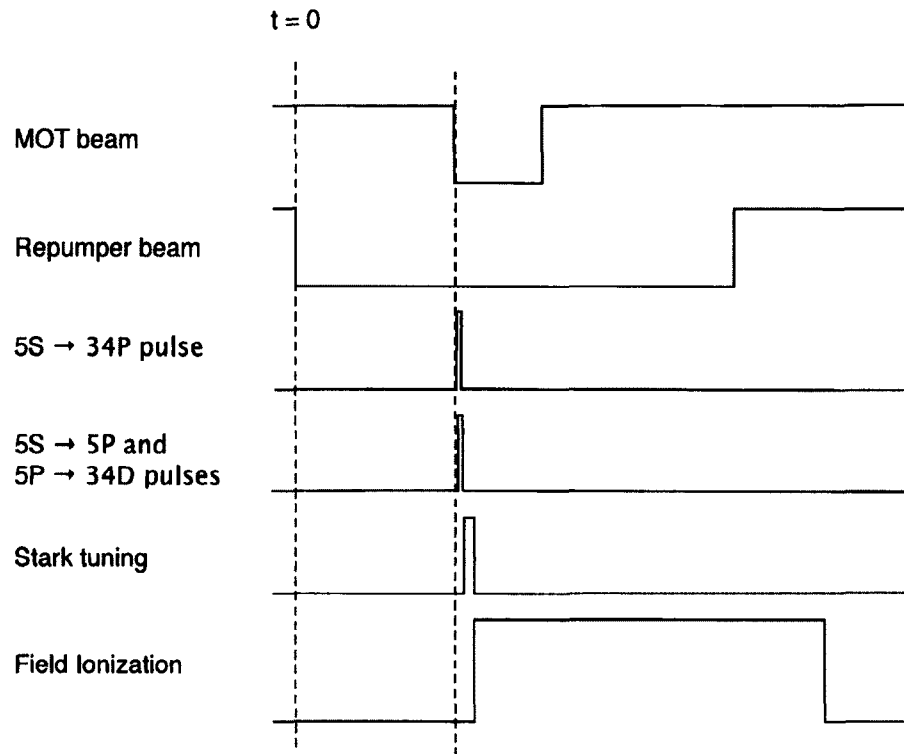 t = 0
MOT beam
Repumper beam
5S → 34P pulse
5S → 5P and
5P → 34D pulses
Stark tuning
Field Ionization